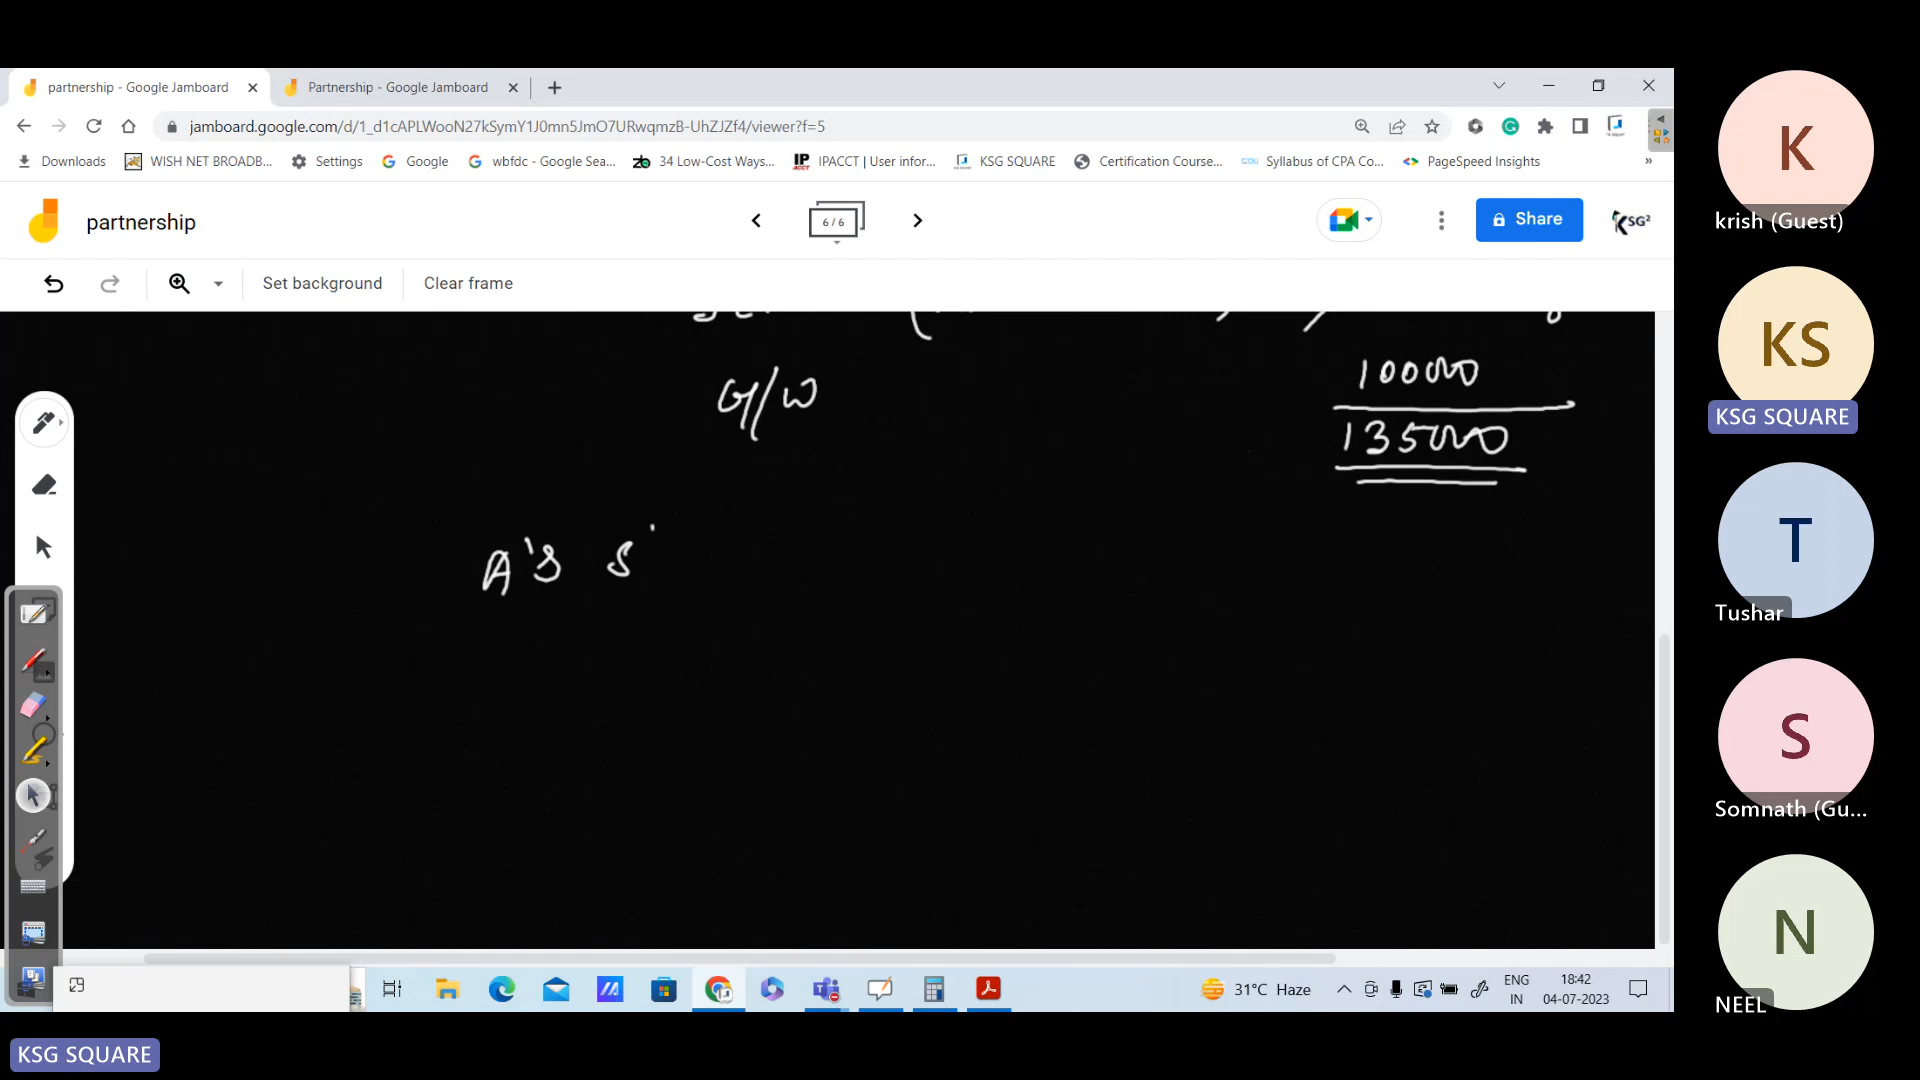 partnership - Google Jamboard
Partnership - Google Jamboard
jamboard.google.com/d/1_d1cAPLWooN27kSymY1J0mn5JmO7URwqmzB-UhZJZf4/viewer?f=5
Downloads WISH NET BROADB... Settings Google wbfdc - Google Sea... 34 Low-Cost Ways... IPACCT | User infor... KSG SQUARE Certification Course... Syllabus of CPA Co... PageSpeed Insights »
partnership
6 / 6
Share
KSG²
Set background
Clear frame
G/W
10000
135000
A's S
K
krish (Guest)
KS
KSG SQUARE
T
Tushar
S
Somnath (Gu...
N
NEEL
31°C Haze
ENG
IN
18:42
04-07-2023
KSG SQUARE